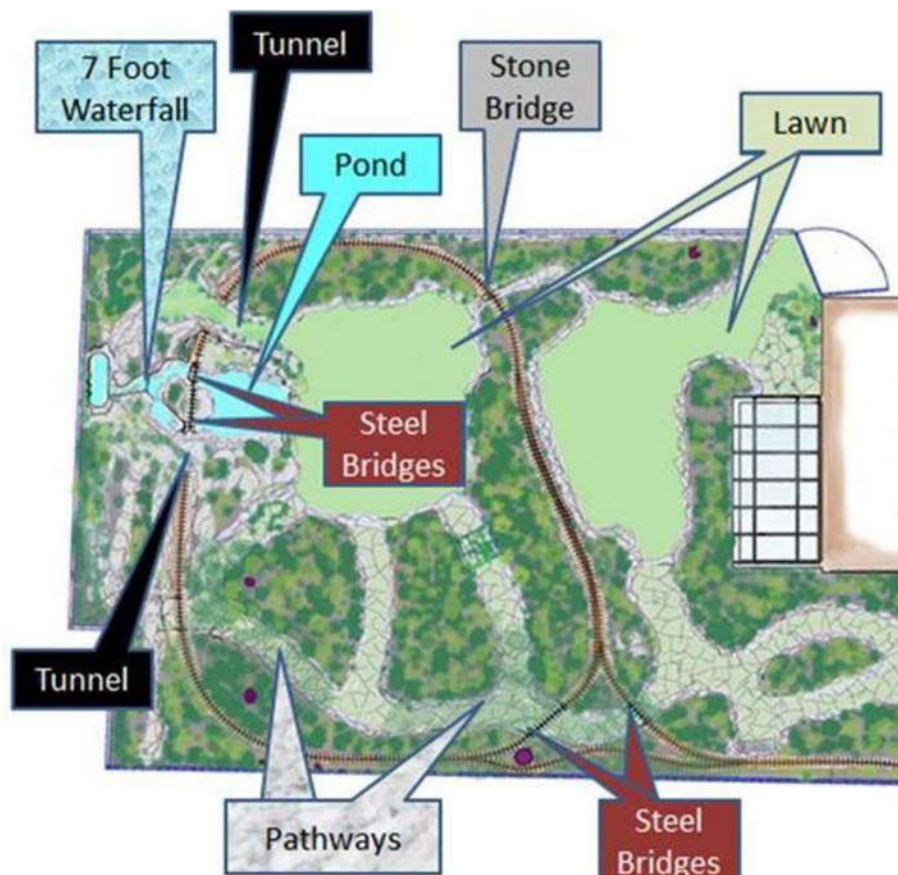 Tunnel
7 Foot
Waterfall
Stone
Bridge
Lawn
Pond
Steel
Bridges
Tunnel
Pathways
Steel
Bridges